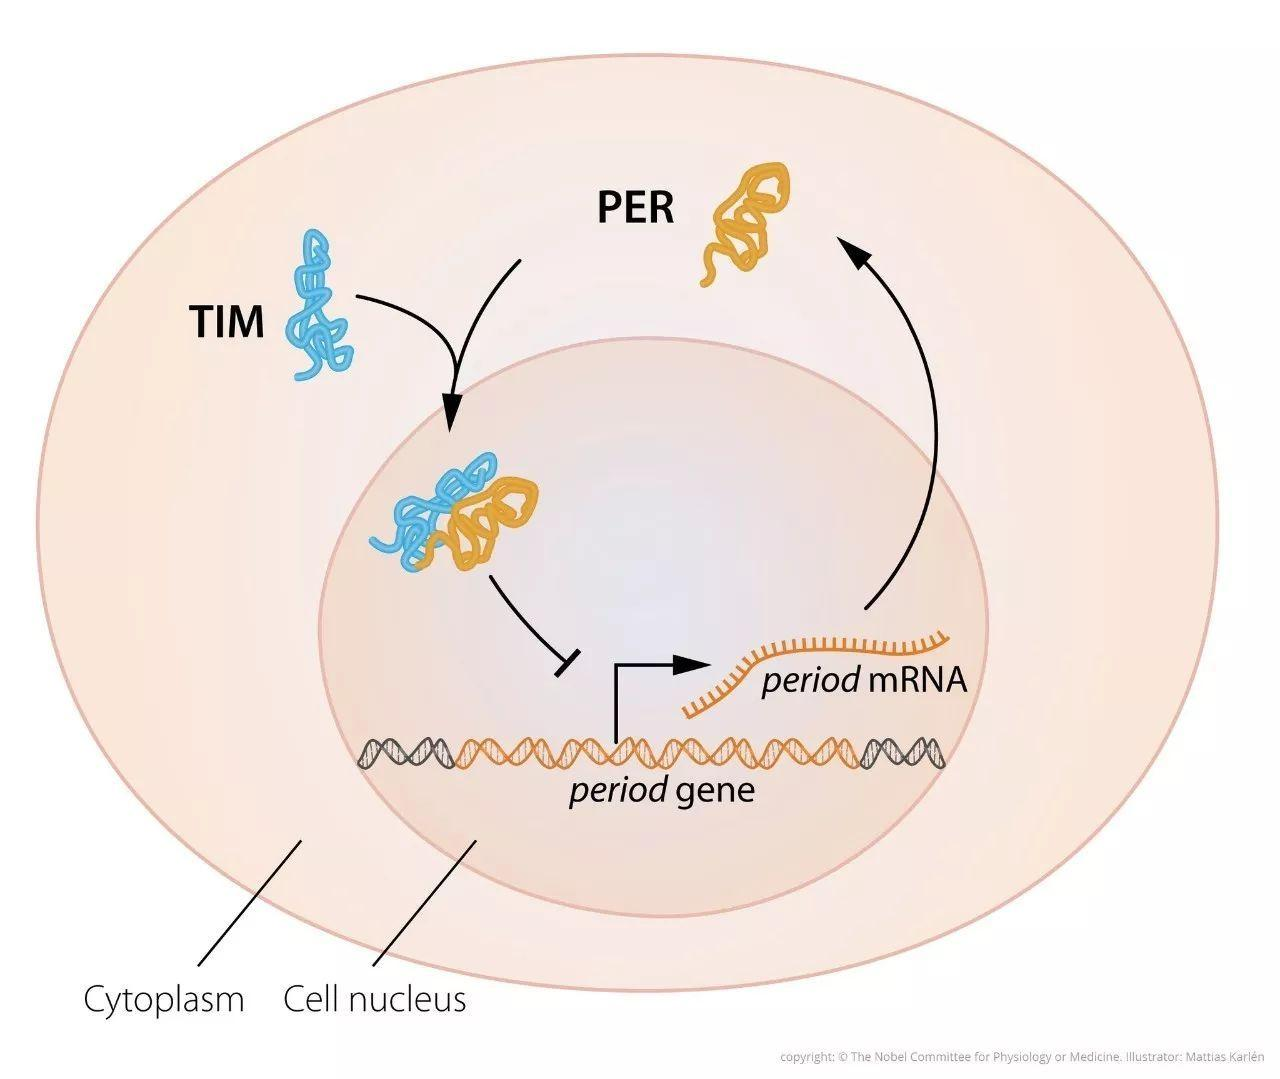 PER
TIM
period mRNA
period gene
Cytoplasm
Cell nucleus
copyright: © The Nobel Committee for Physiology or Medicine. Illustrator: Mattias Karlén